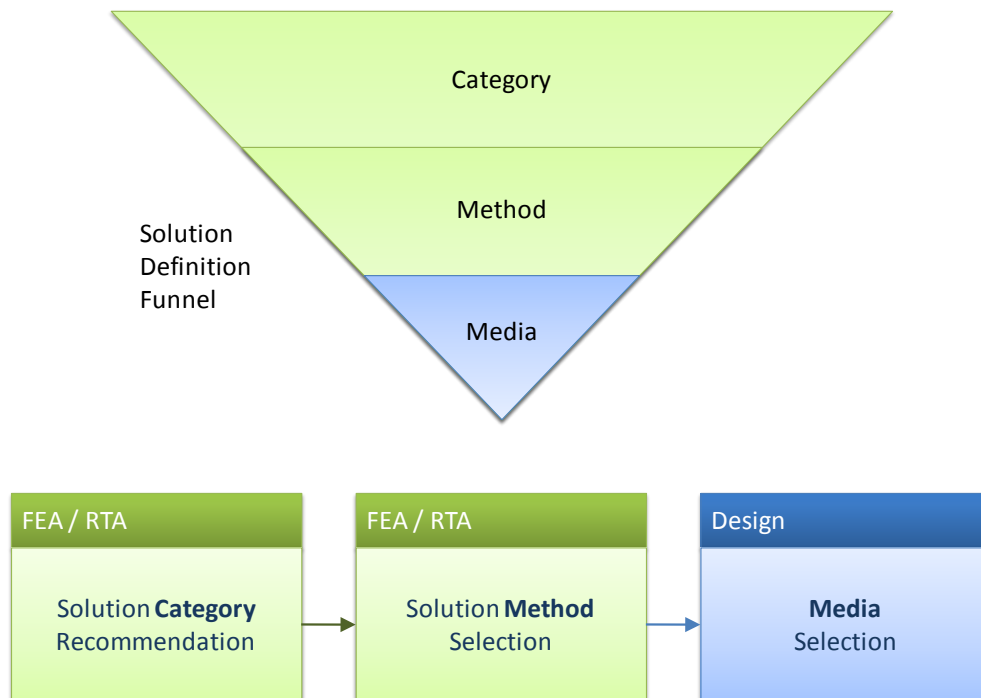 Category
Method
Solution
Definition
Funnel
Media
FEA / RTA
Solution Category
Recommendation
FEA / RTA
Solution Method
Selection
Design
Media
Selection